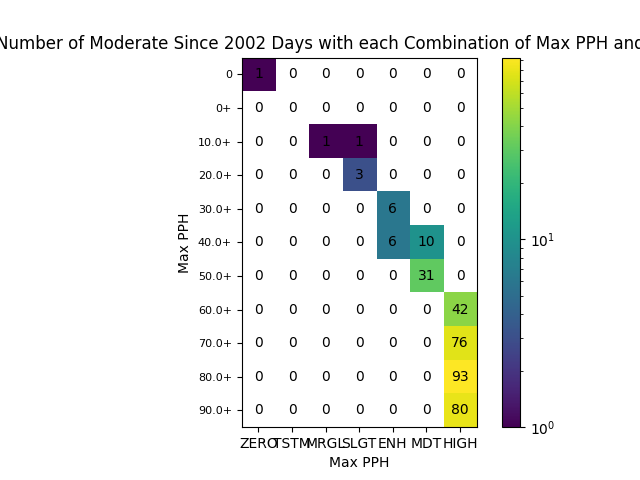 Number of Moderate Since 2002 Days with each Combination of Max PPH and
0 1 0 0 0 0 0 0
0+ 0 0 0 0 0 0 0
10.0+ 0 0 1 1 0 0 0
20.0+ 0 0 0 3 0 0 0
30.0+ 0 0 0 0 6 0 0
40.0+ 0 0 0 0 6 10 0
50.0+ 0 0 0 0 0 31 0
60.0+ 0 0 0 0 0 0 42
70.0+ 0 0 0 0 0 0 76
80.0+ 0 0 0 0 0 0 93
90.0+ 0 0 0 0 0 0 80
ZERO TSTM MRGL SLGT ENH MDT HIGH
Max PPH
Max PPH
10¹
10⁰